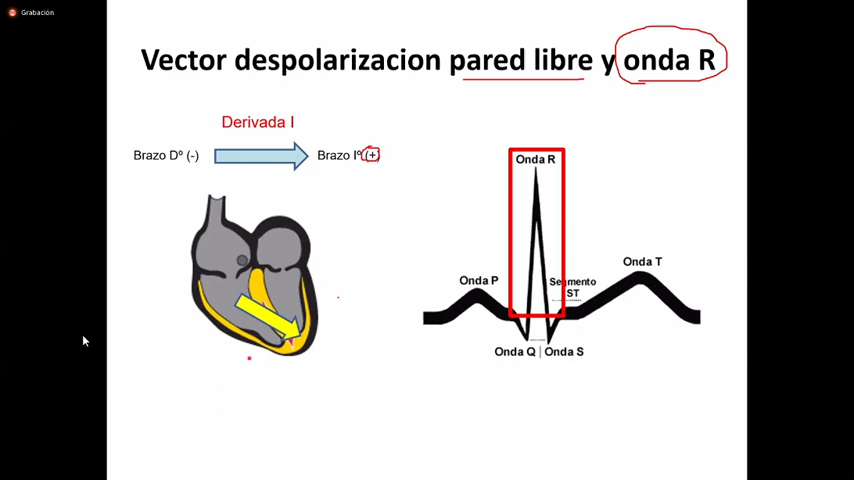 Grabación
Vector despolarizacion pared libre y onda R
Derivada I
Brazo Dº (-)
Brazo Iº (+)
Onda R
Onda P
Segmento
ST
Onda T
Onda Q | Onda S